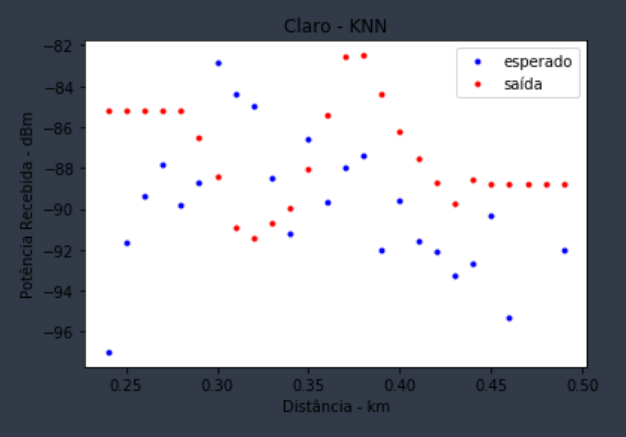 Claro - KNN
esperado
saída
Potência Recebida - dBm
−82
−84
−86
−88
−90
−92
−94
−96
0.25 0.30 0.35 0.40 0.45 0.50
Distância - km